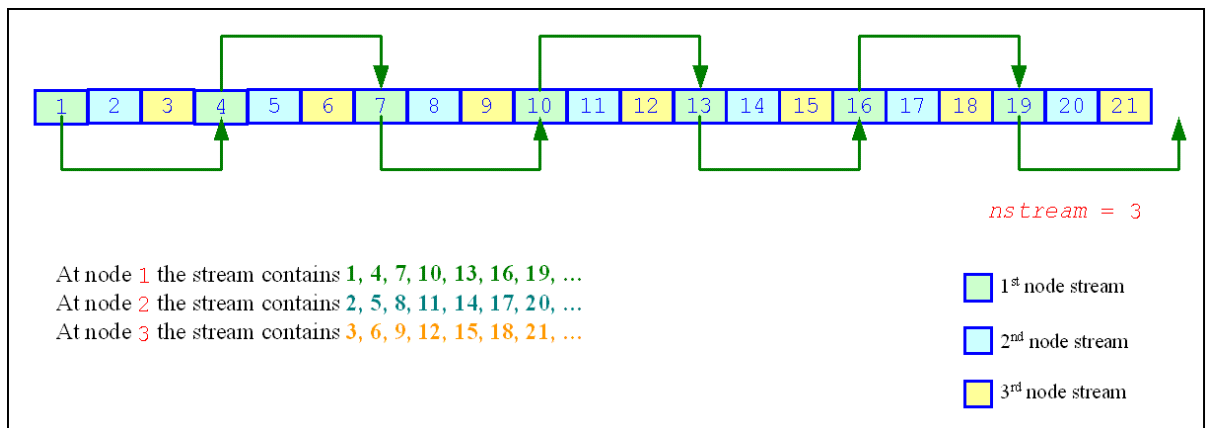 1 2 3 4 5 6 7 8 9 10 11 12 13 14 15 16 17 18 19 20 21
nstream = 3
At node 1 the stream contains 1, 4, 7, 10, 13, 16, 19, ...
At node 2 the stream contains 2, 5, 8, 11, 14, 17, 20, ...
At node 3 the stream contains 3, 6, 9, 12, 15, 18, 21, ...
1st node stream
2nd node stream
3rd node stream